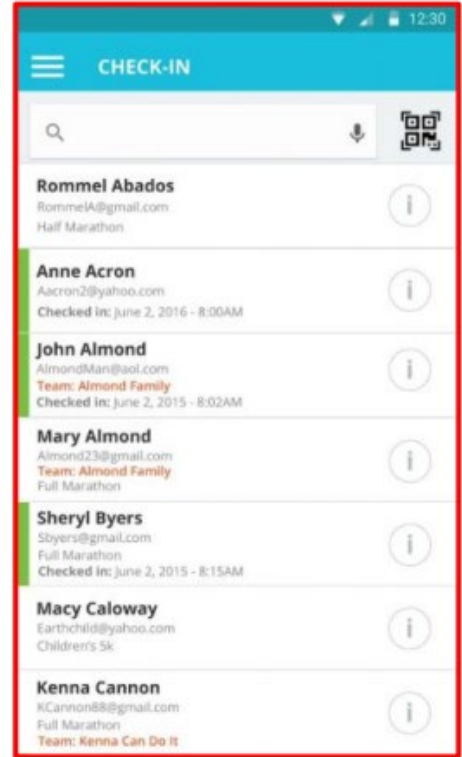 12:30
CHECK-IN
Rommel Abados
RommelA@gmail.com
Half Marathon
Anne Acron
Aacron2@yahoo.com
Checked in: June 2, 2016 - 8:00AM
John Almond
AlmondMan@aol.com
Team: Almond Family
Checked in: June 2, 2015 - 8:02AM
Mary Almond
Almond23@gmail.com
Team: Almond Family
Full Marathon
Sheryl Byers
Sbyers@gmail.com
Full Marathon
Checked in: June 2, 2015 - 8:15AM
Macy Caloway
Earthchild@yahoo.com
Children's 5k
Kenna Cannon
KCannon88@gmail.com
Full Marathon
Team: Kenna Can Do It